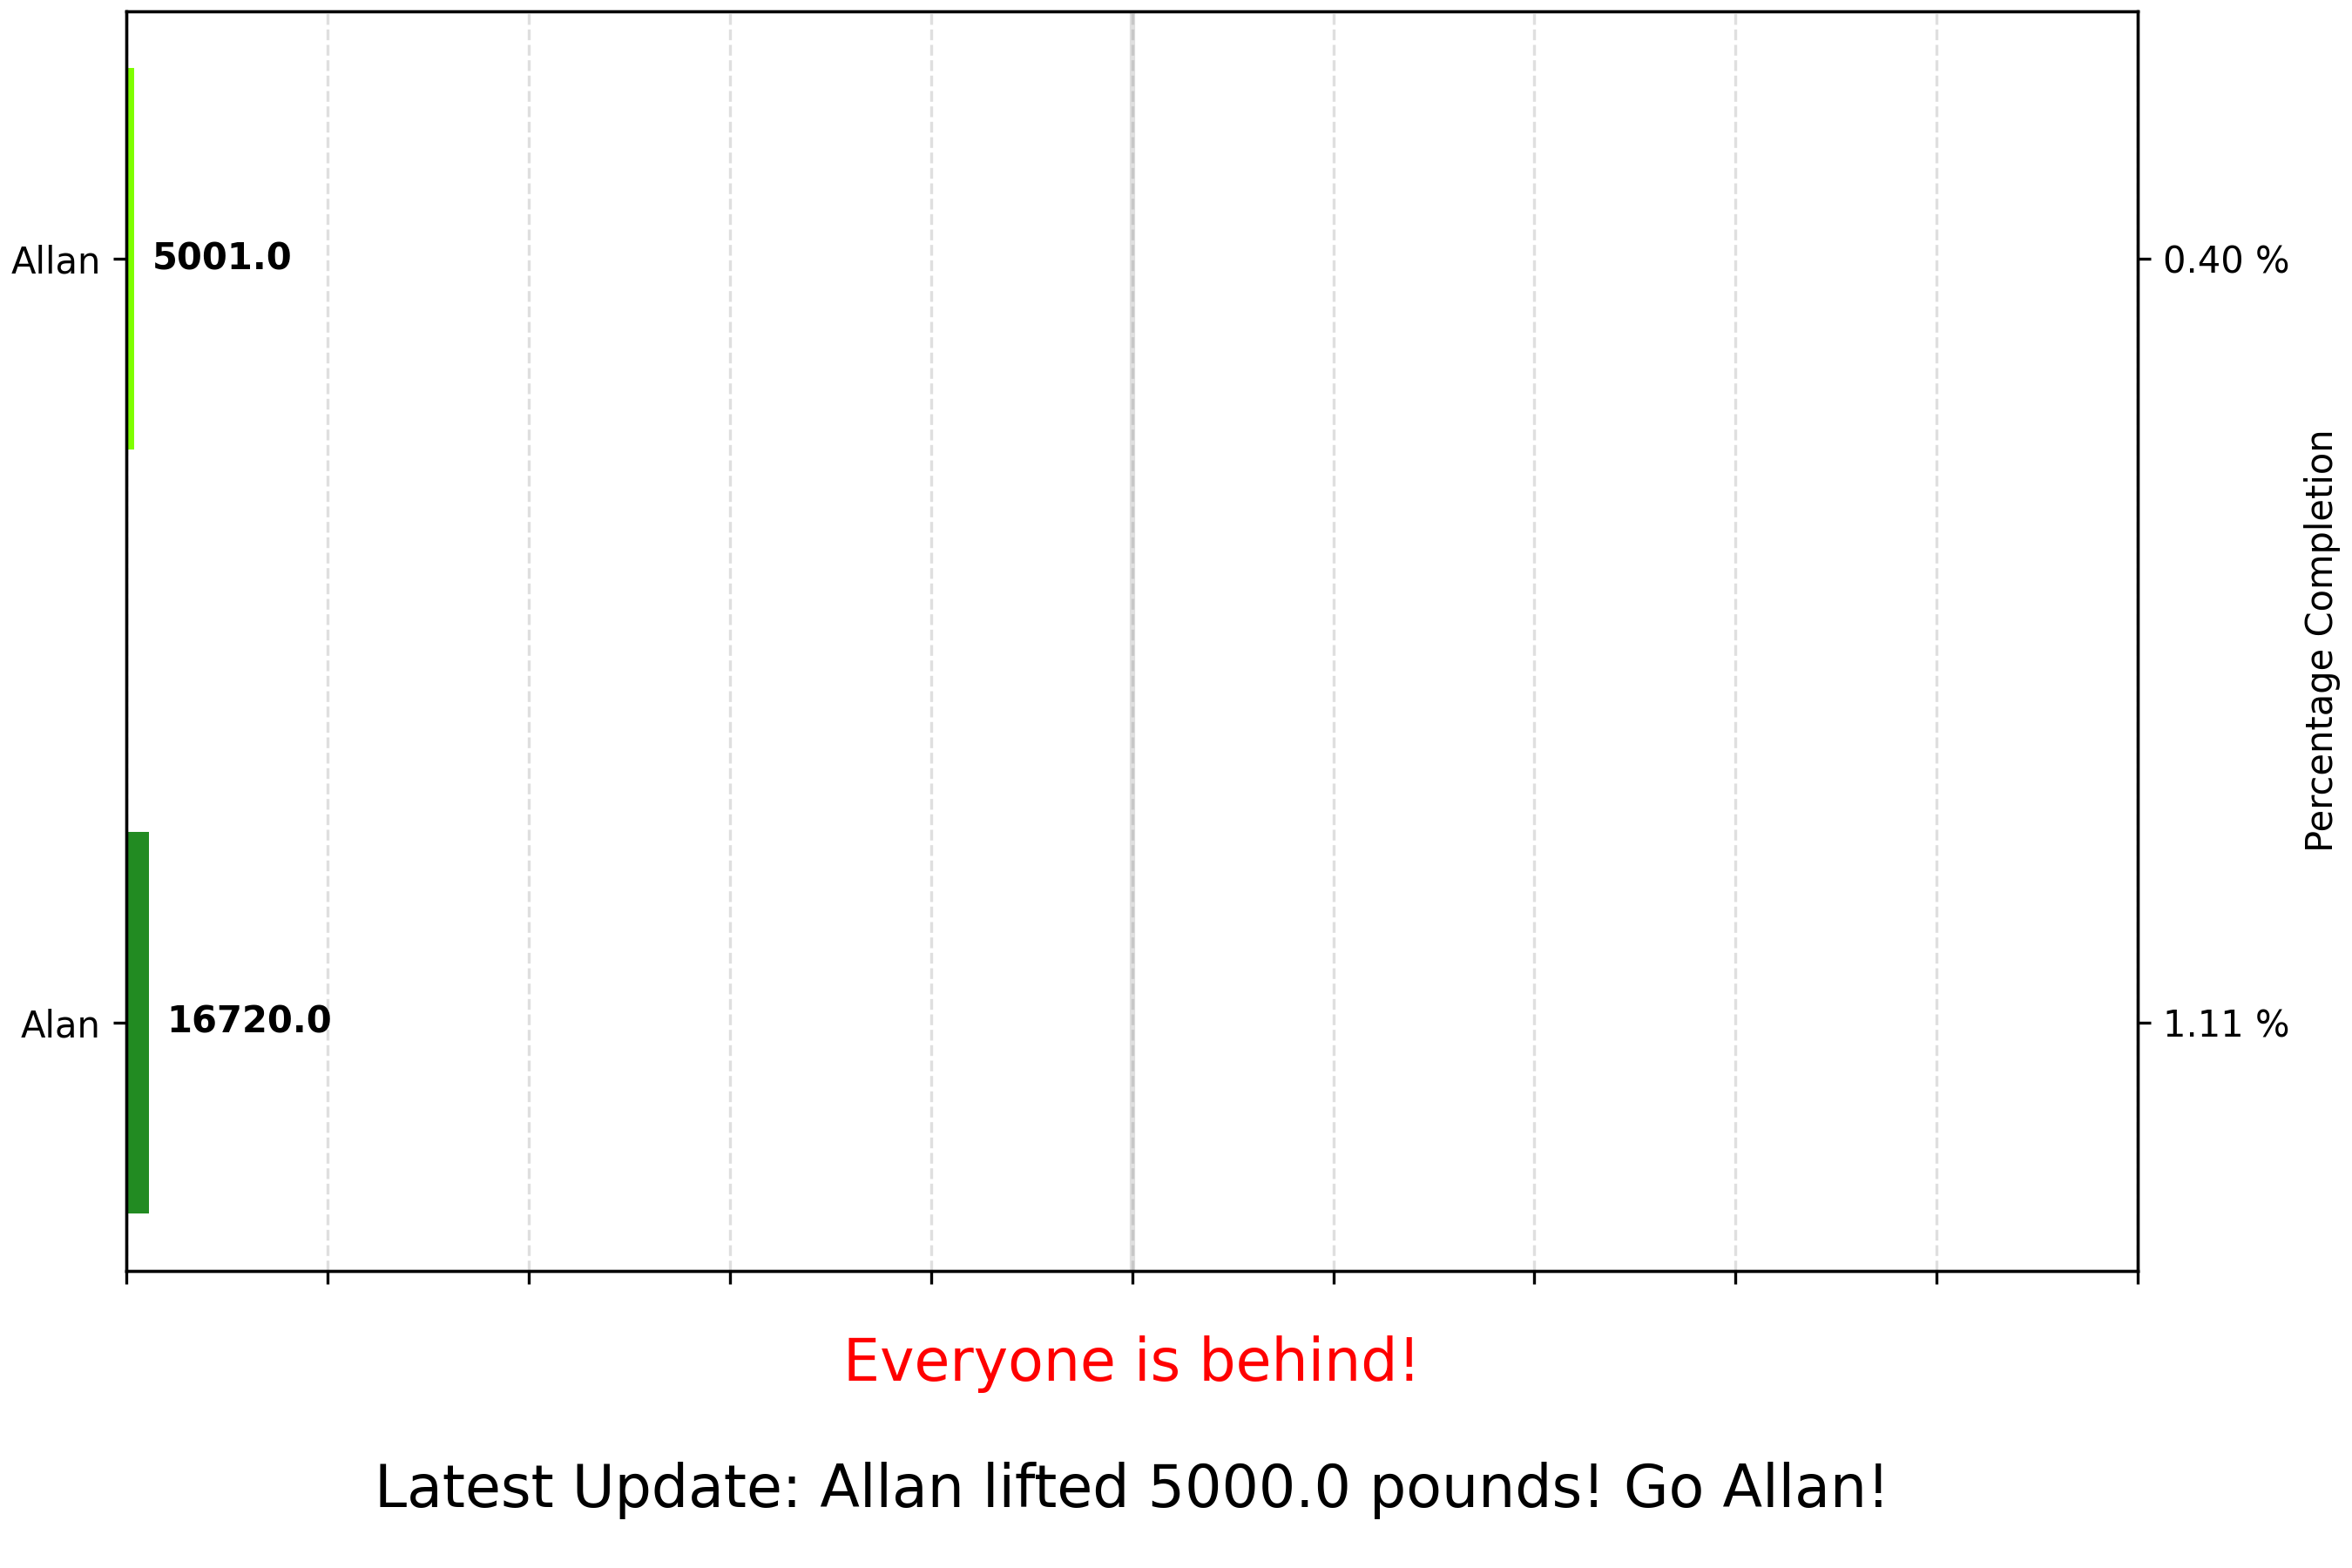 Allan
5001.0
0.40 %
Percentage Completion
Alan
16720.0
1.11 %
Everyone is behind!
Latest Update: Allan lifted 5000.0 pounds! Go Allan!